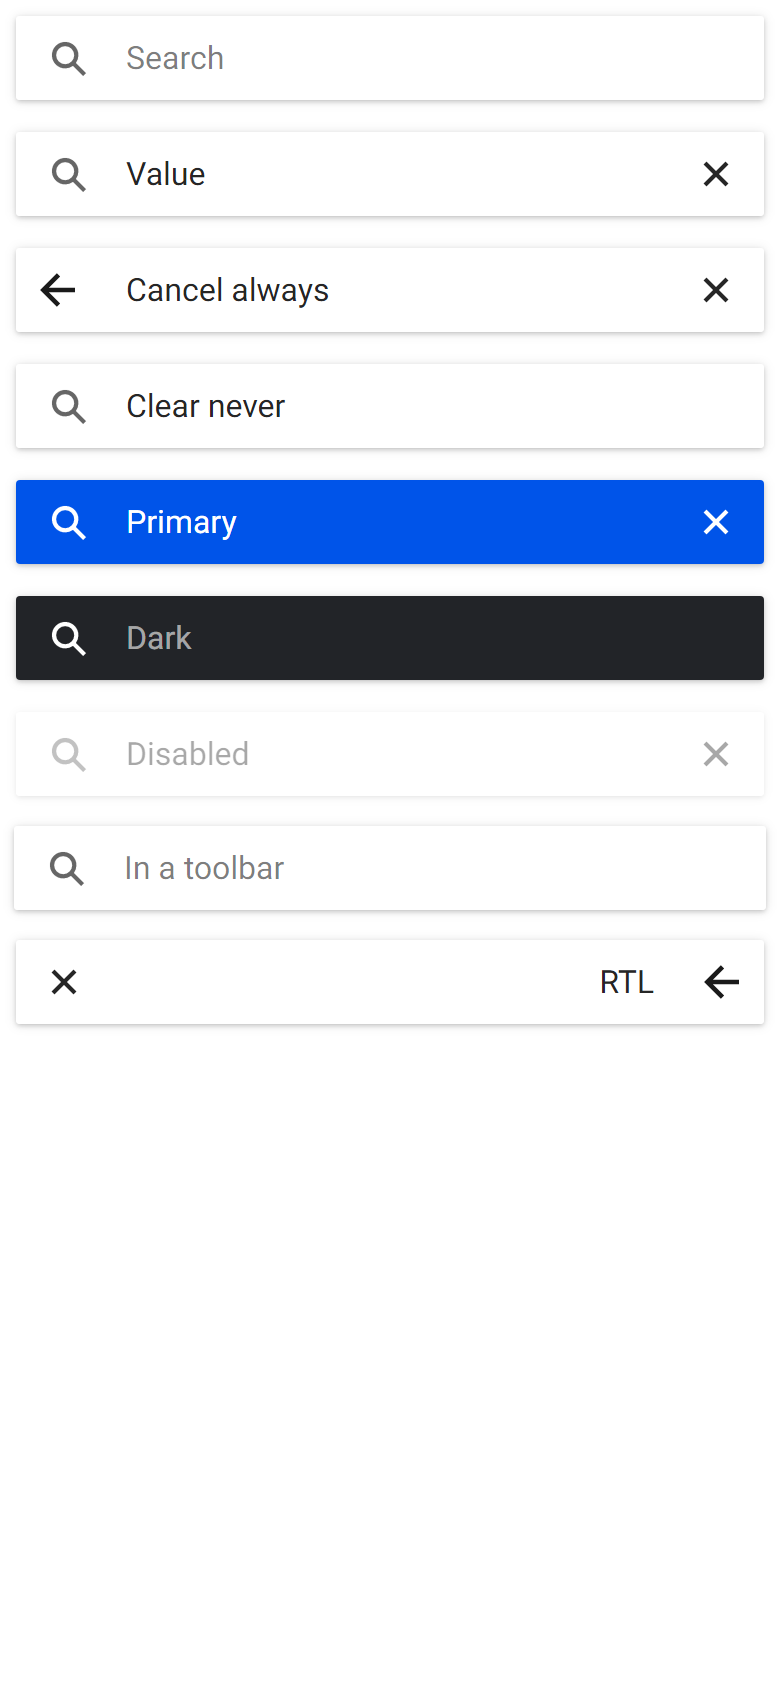 Search
Value
Cancel always
Clear never
Primary
Dark
Disabled
In a toolbar
RTL